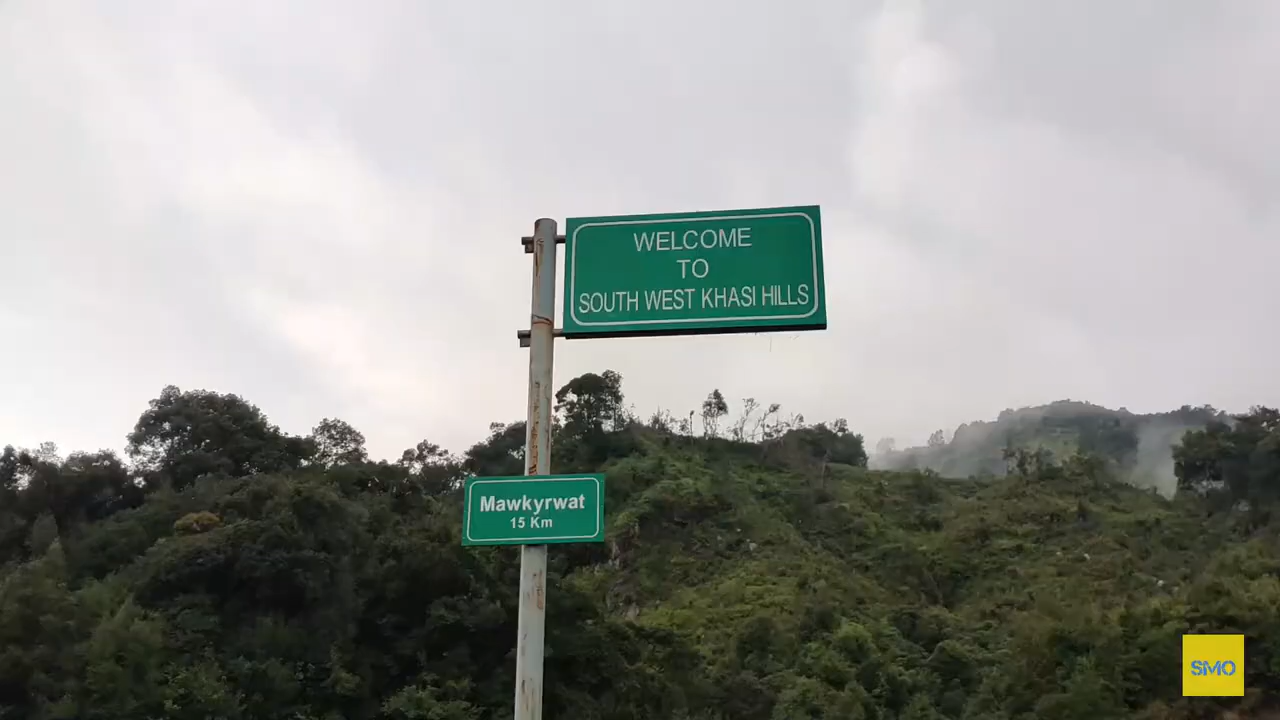 WELCOME
TO
SOUTH WEST KHASI HILLS
Mawkyrwat
15 Km
SMO